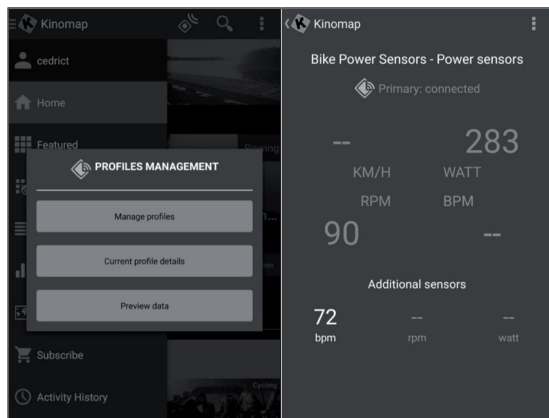 Kinomap
cedrict
Home
Featured
Rowing
PROFILES MANAGEMENT
Manage profiles
Current profile details
Preview data
Subscribe
Activity History
Cycling
Kinomap
Bike Power Sensors - Power sensors
Primary: connected
-- 283
KM/H WATT
RPM BPM
90 --
Additional sensors
72 -- --
bpm rpm watt